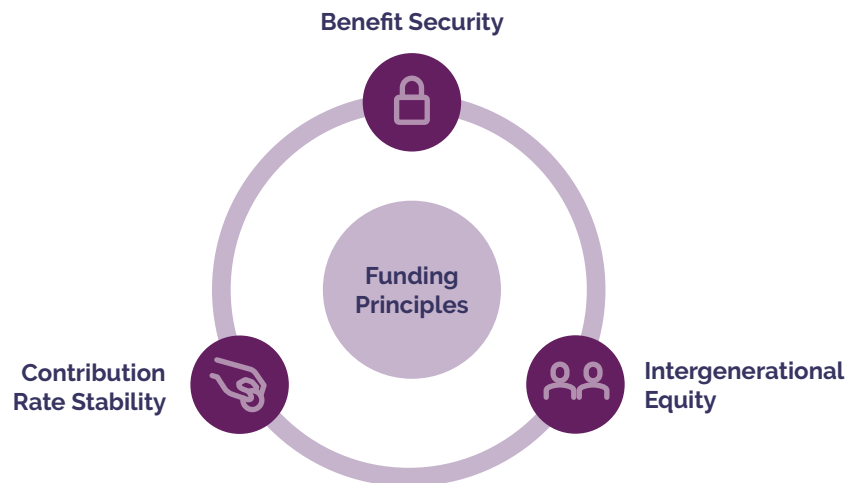 Benefit Security
Funding
Principles
Contribution
Rate Stability
Intergenerational
Equity